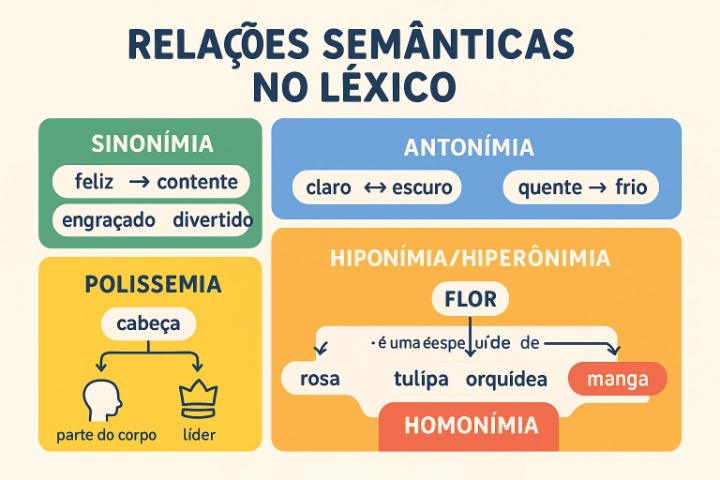 RELAÇÕES SEMÂNTICAS
NO LÉXICO
SINONÍMIA
feliz → contente
engraçado divertido
ANTONÍMIA
claro ↔ escuro
quente → frio
POLISSEMIA
cabeça
parte do corpo
líder
HIPONÍMIA/HIPERÔNIMIA
FLOR
· é uma éespe uíde de
rosa
tulípa
orquídea
manga
HOMONÍMIA